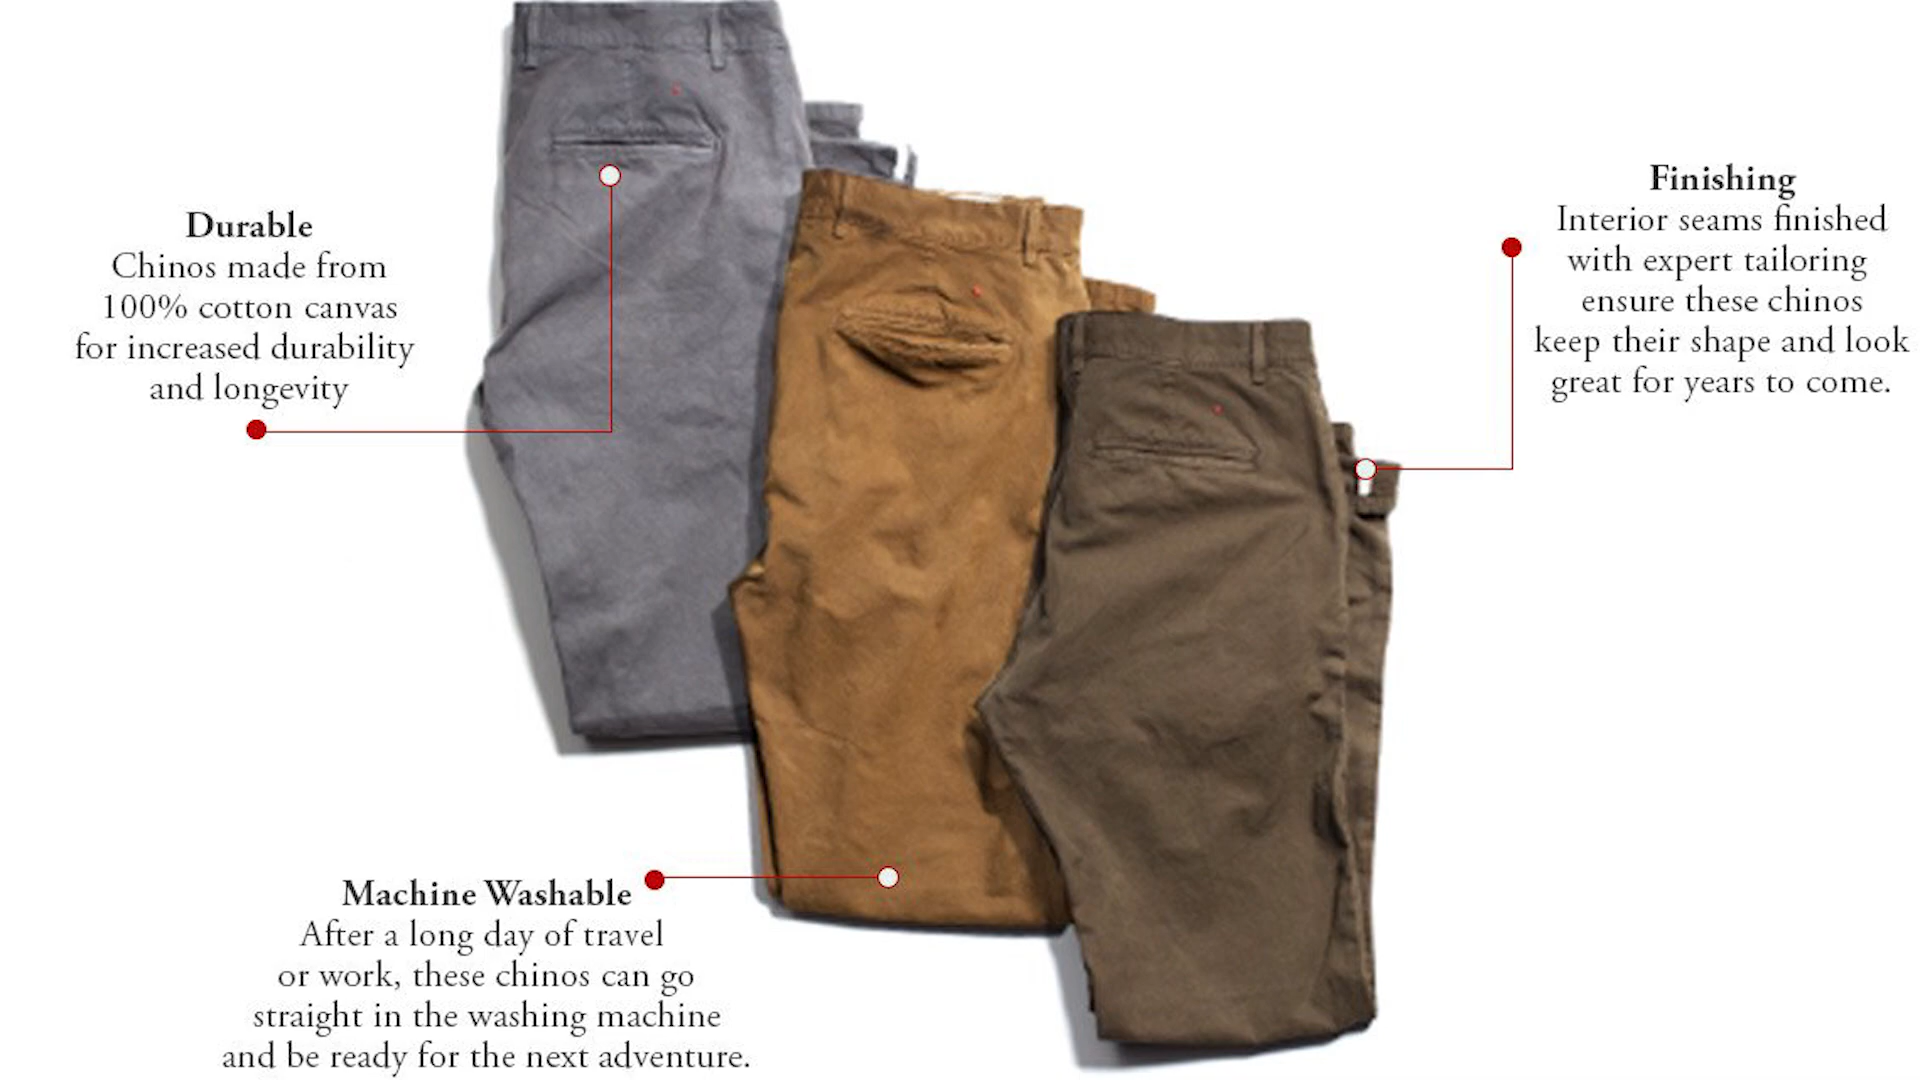 Durable
Chinos made from
100% cotton canvas
for increased durability
and longevity
Finishing
Interior seams finished
with expert tailoring
ensure these chinos
keep their shape and look
great for years to come.
Machine Washable
After a long day of travel
or work, these chinos can go
straight in the washing machine
and be ready for the next adventure.